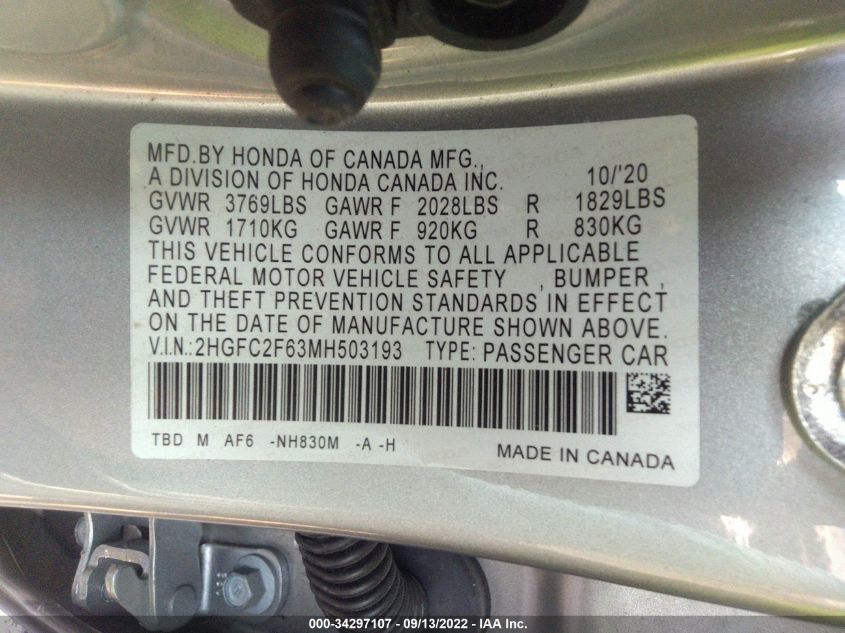 MFD.BY HONDA OF CANADA MFG.,
A DIVISION OF HONDA CANADA INC. 10/'20
GVWR 3769LBS GAWR F 2028LBS R 1829LBS
GVWR 1710KG GAWR F 920KG R 830KG
THIS VEHICLE CONFORMS TO ALL APPLICABLE
FEDERAL MOTOR VEHICLE SAFETY , BUMPER ,
AND THEFT PREVENTION STANDARDS IN EFFECT
ON THE DATE OF MANUFACTURE SHOWN ABOVE.
V.I.N.:2HGFC2F63MH503193 TYPE: PASSENGER CAR
TBD M AF6 -NH830M -A -H
MADE IN CANADA
000-34297107 - 09/13/2022 - IAA Inc.